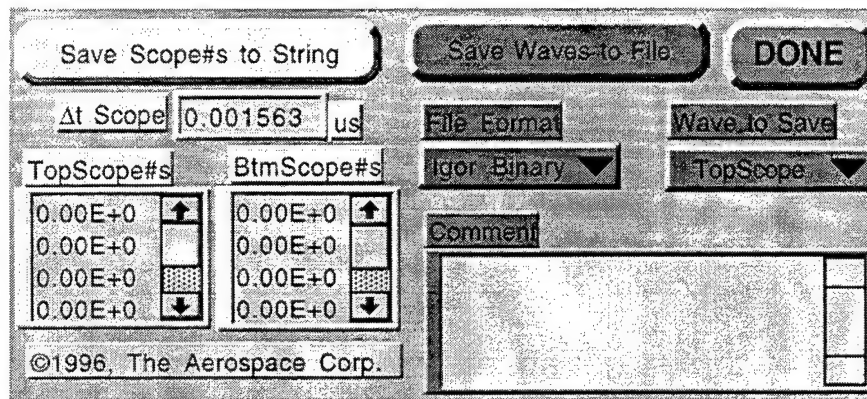 Save Scope#s to String
Save Waves to File
DONE
Δt Scope 0.001563 us
File Format
Wave to Save
TopScope#s
BtmScope#s
Igor Binary
TopScope
0.00E+0
0.00E+0
0.00E+0
0.00E+0
0.00E+0
0.00E+0
0.00E+0
0.00E+0
Comment
©1996, The Aerospace Corp.